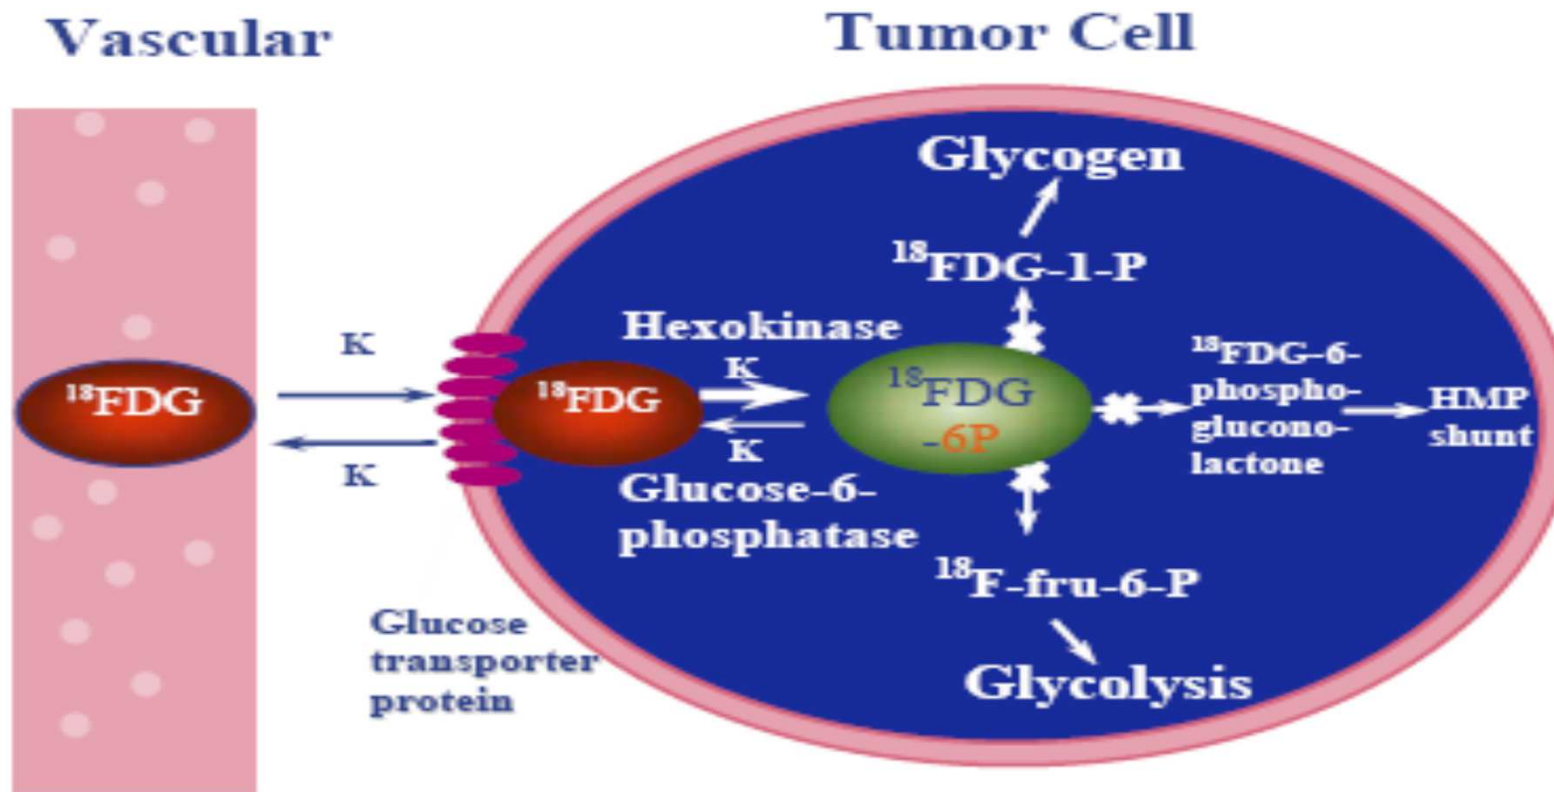 Vascular
Tumor Cell
Glycogen
¹⁸FDG-1-P
Hexokinase
K
K
¹⁸FDG
¹⁸FDG
¹⁸FDG
-6P
¹⁸FDG-6-
phospho-
glucono-
lactone
HMP
shunt
K
K
Glucose-6-
phosphatase
¹⁸F-fru-6-P
Glucose
transporter
protein
Glycolysis